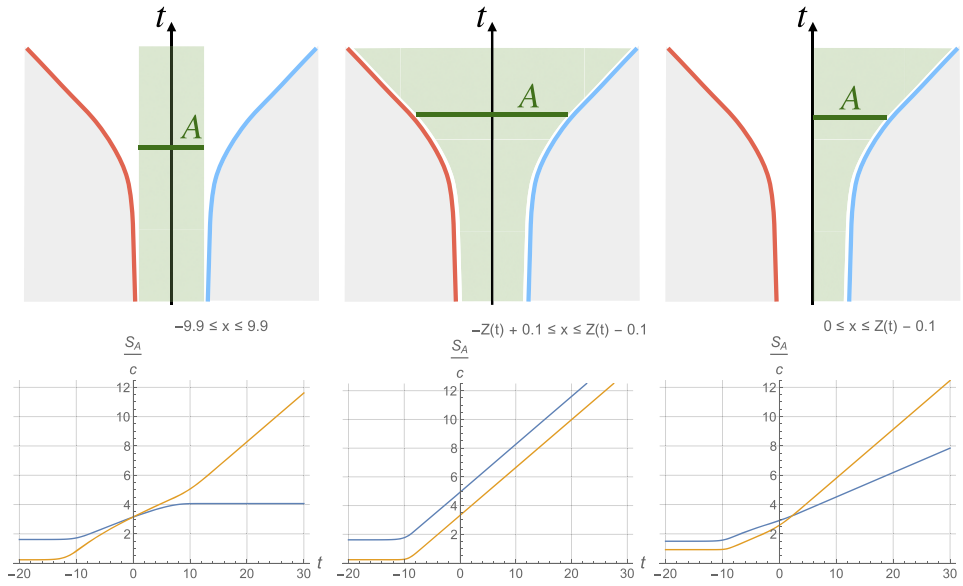 t t t
A A A
−9.9 ≤ x ≤ 9.9 −Z(t) + 0.1 ≤ x ≤ Z(t) − 0.1 0 ≤ x ≤ Z(t) − 0.1
S_A/c S_A/c S_A/c
12 12 12
10 10 10
8 8 8
6 6 6
4 4 4
2 2 2
−20 −10 0 10 20 30 t −20 −10 0 10 20 30 t −20 −10 0 10 20 30 t